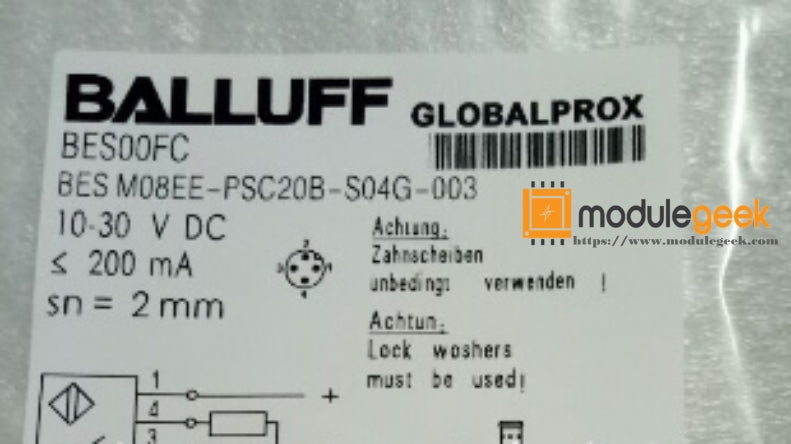 BALLUFF GLOBALPROX
BES00FC
BES M08EE-PSC20B-S04G-003
10-30 V DC
≤ 200 mA
sn = 2 mm
Achtung:
Zahnscheiben
unbedingt verwenden !
Achtun:
Lock washers
must be used!
1
+
4
3
modulegeek
https://www.modulegeek.com